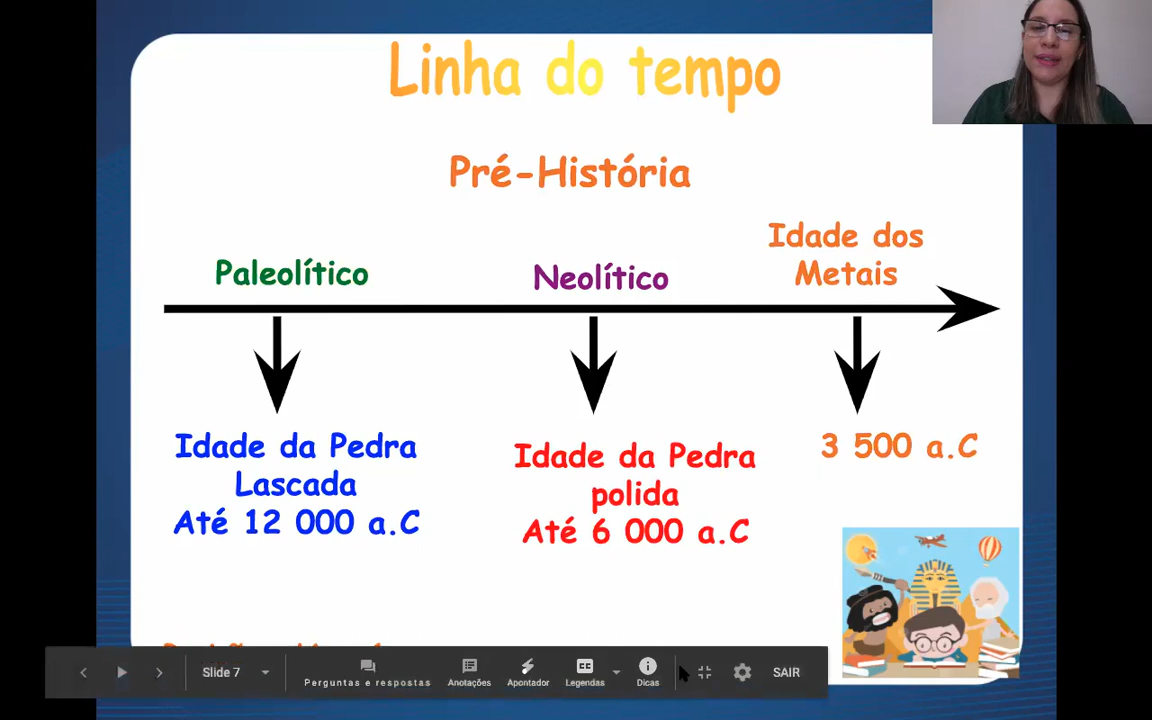 Linha do tempo
Pré-História
Paleolítico
Neolítico
Idade dos
Metais
Idade da Pedra
Lascada
Até 12 000 a.C
Idade da Pedra
polida
Até 6 000 a.C
3 500 a.C
Slide 7
Perguntas e respostas
Anotações
Apontador
Legendas
Dicas
SAIR